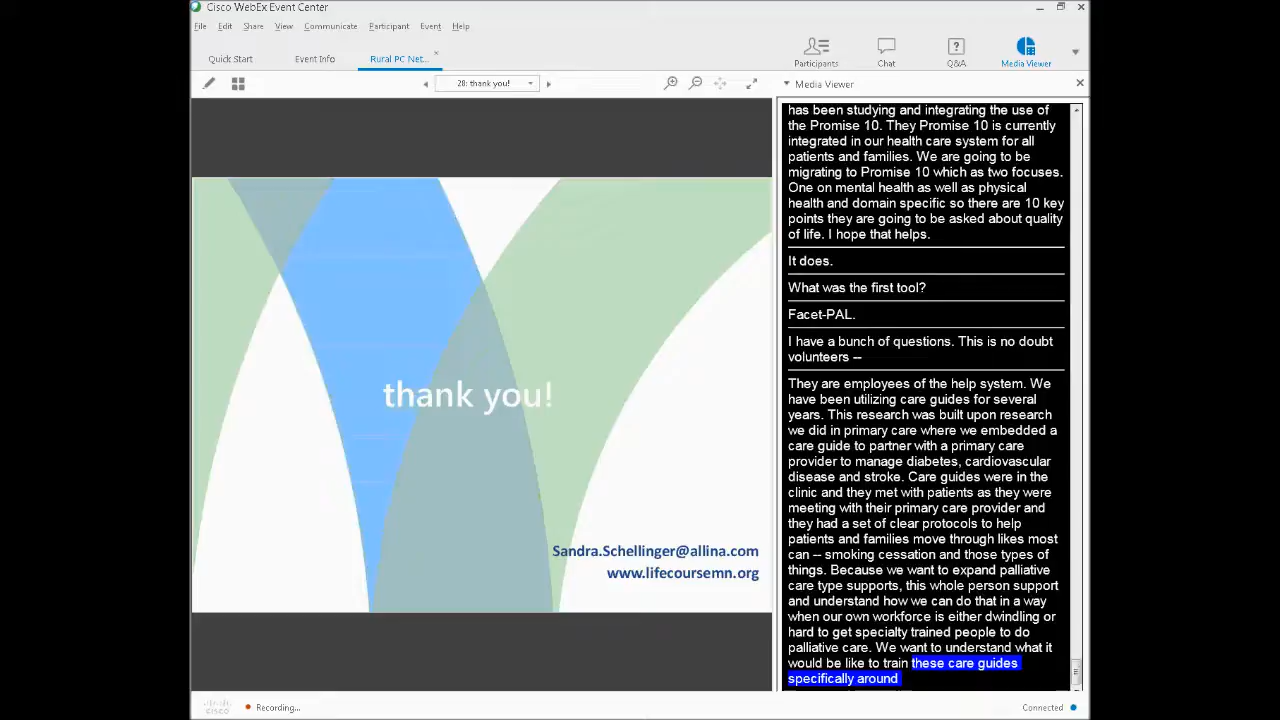 Cisco WebEx Event Center
File Edit Share View Communicate Participant Event Help
Quick Start Event Info Rural PC Net...
Participants Chat Q&A Media Viewer
28: thank you!
Media Viewer
thank you!
Sandra.Schellinger@allina.com
www.lifecoursemn.org
has been studying and integrating the use of
the Promise 10. They Promise 10 is currently
integrated in our health care system for all
patients and families. We are going to be
migrating to Promise 10 which as two focuses.
One on mental health as well as physical
health and domain specific so there are 10 key
points they are going to be asked about quality
of life. I hope that helps.
It does.
What was the first tool?
Facet-PAL.
I have a bunch of questions. This is no doubt
volunteers --
They are employees of the help system. We
have been utilizing care guides for several
years. This research was built upon research
we did in primary care where we embedded a
care guide to partner with a primary care
provider to manage diabetes, cardiovascular
disease and stroke. Care guides were in the
clinic and they met with patients as they were
meeting with their primary care provider and
they had a set of clear protocols to help
patients and families move through likes most
can -- smoking cessation and those types of
things. Because we want to expand palliative
care type supports, this whole person support
and understand how we can do that in a way
when our own workforce is either dwindling or
hard to get specialty trained people to do
palliative care. We want to understand what it
would be like to train these care guides
specifically around
cisco Recording... Connected